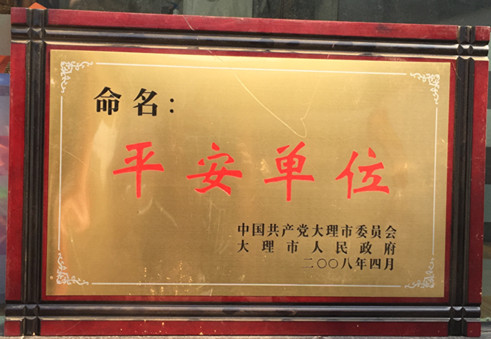 命名：
平安单位
中国共产党大理市委员会
大理市人民政府
二〇〇八年四月